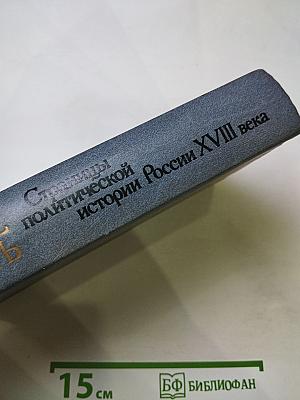 Ъ
Страницы
политической
истории России XVIII века
15 см
БФ БИБЛИОФАН